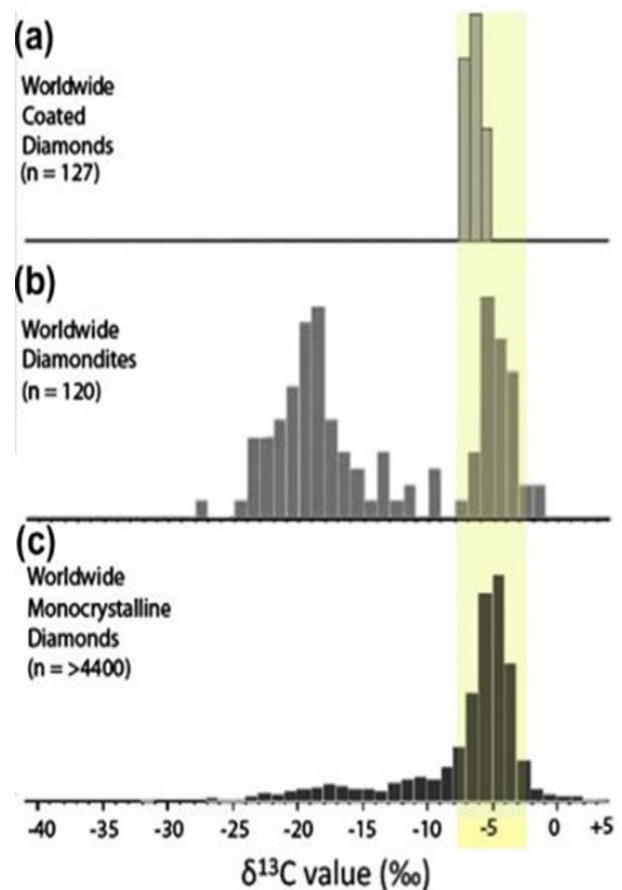 (a)
Worldwide
Coated
Diamonds
(n = 127)
(b)
Worldwide
Diamondites
(n = 120)
(c)
Worldwide
Monocrystalline
Diamonds
(n = >4400)
-40 -35 -30 -25 -20 -15 -10 -5 0 +5
δ¹³C value (‰)